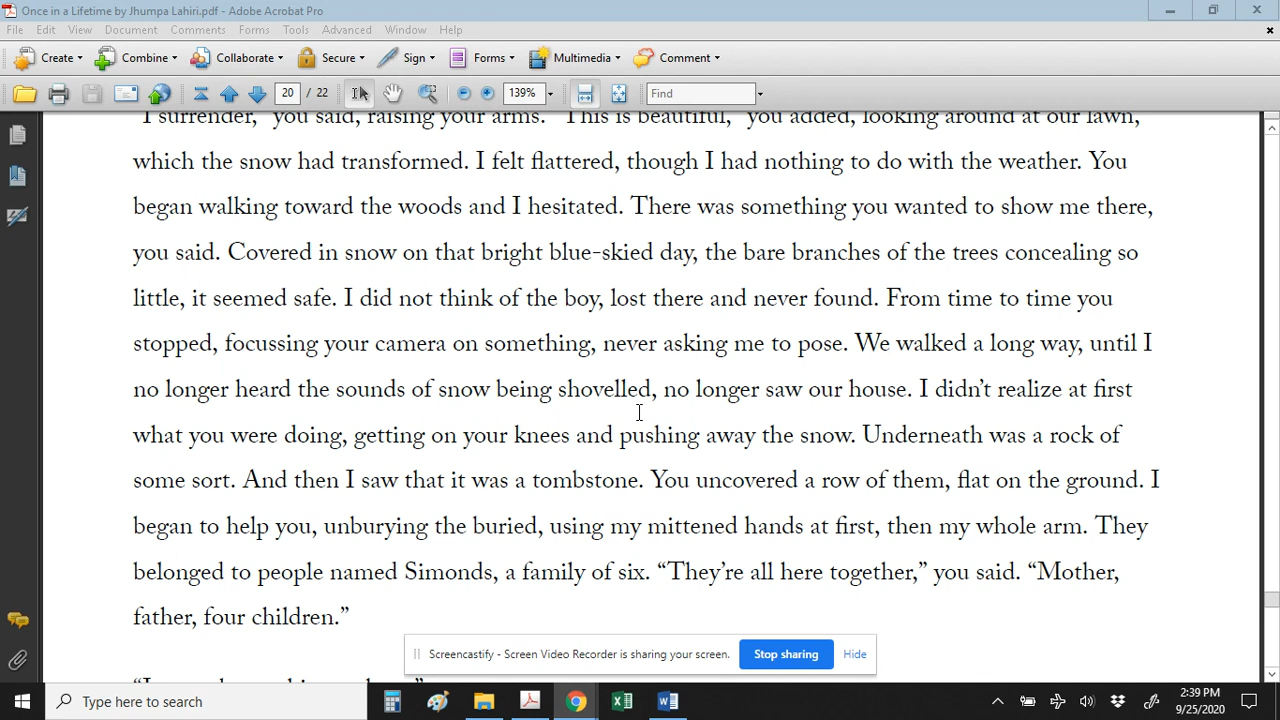 Once in a Lifetime by Jhumpa Lahiri.pdf - Adobe Acrobat Pro
File Edit View Document Comments Forms Tools Advanced Window Help
Create Combine Collaborate Secure Sign Forms Multimedia Comment
20 / 22 139% Find
"I surrender," you said, raising your arms. "This is beautiful," you added, looking around at our lawn,
which the snow had transformed. I felt flattered, though I had nothing to do with the weather. You
began walking toward the woods and I hesitated. There was something you wanted to show me there,
you said. Covered in snow on that bright blue-skied day, the bare branches of the trees concealing so
little, it seemed safe. I did not think of the boy, lost there and never found. From time to time you
stopped, focussing your camera on something, never asking me to pose. We walked a long way, until I
no longer heard the sounds of snow being shovelled, no longer saw our house. I didn’t realize at first
what you were doing, getting on your knees and pushing away the snow. Underneath was a rock of
some sort. And then I saw that it was a tombstone. You uncovered a row of them, flat on the ground. I
began to help you, unburying the buried, using my mittened hands at first, then my whole arm. They
belonged to people named Simonds, a family of six. “They’re all here together,” you said. “Mother,
father, four children.”
Screencastify - Screen Video Recorder is sharing your screen. Stop sharing Hide
Type here to search
2:39 PM
9/25/2020